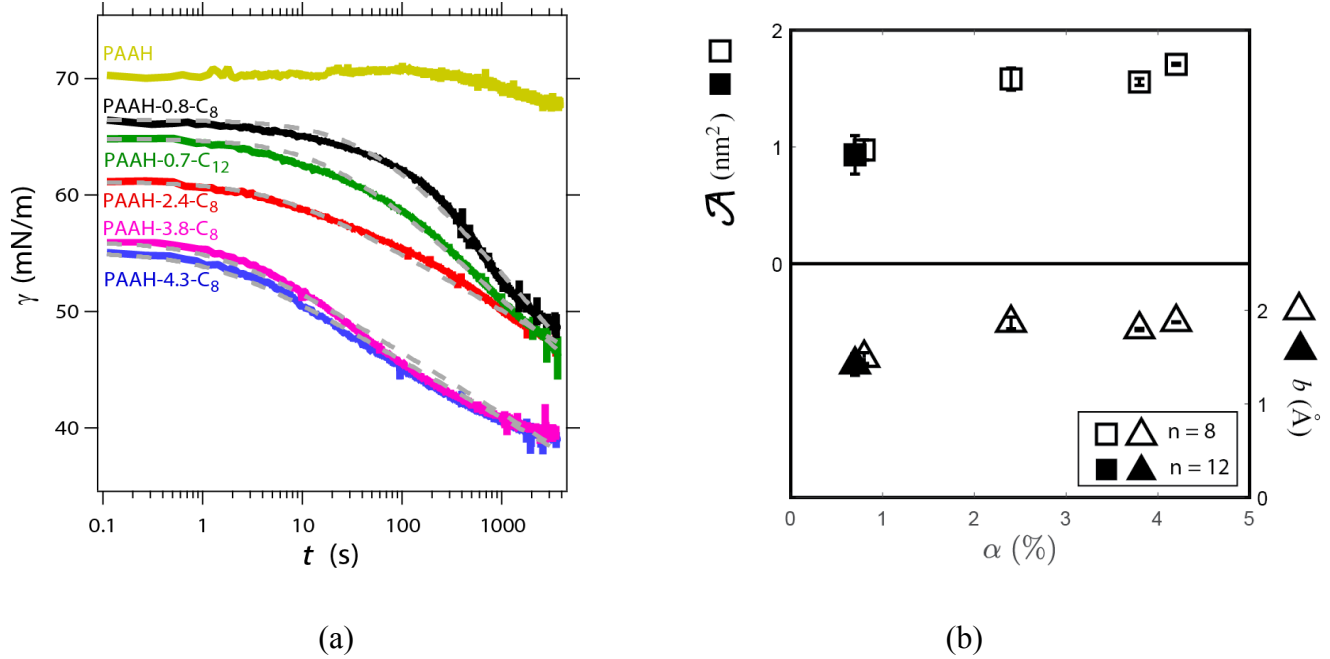 PAAH
PAAH-0.8-C8
PAAH-0.7-C12
PAAH-2.4-C8
PAAH-3.8-C8
PAAH-4.3-C8
γ (mN/m)
70
60
50
40
0.1
1
10
100
1000
t (s)
(a)
𝒜 (nm²)
2
1
0
2
1
0
b (Å)
n = 8
n = 12
0
1
2
3
4
5
α (%)
(b)